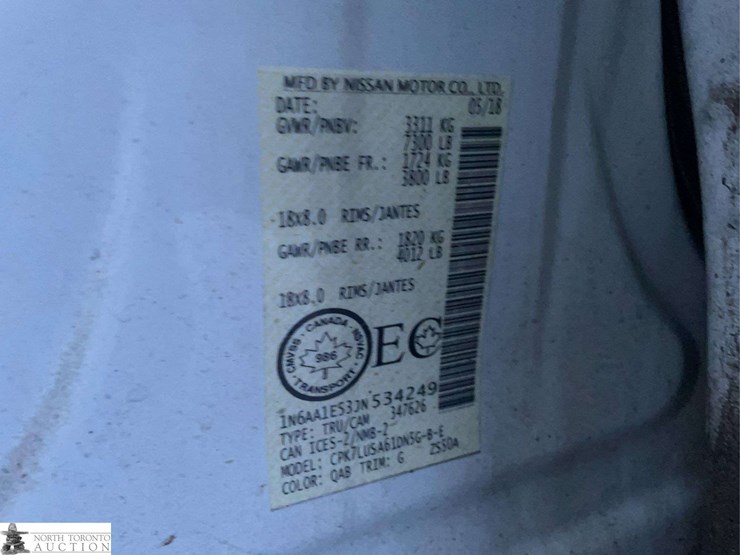 MFD BY NISSAN MOTOR CO., LTD.
DATE: 05/18
GVWR/PNBV: 3311 KG
7300 LB
GAWR/PNBE FR.: 1724 KG
3800 LB
18x8.0 RIMS/JANTES
GAWR/PNBE RR.: 1820 KG
4012 LB
18x8.0 RIMS/JANTES
CANADA
CMVSS NSVAC
986
TRANSPORT
EC
1N6AA1E53JN534249
TYPE: TRU/CAM 347626
CAN ICES-2/NMB-2
MODEL: CPK7LUSA61DN5G-B-E
COLOR: QAB TRIM: G ZS50A
NORTH TORONTO
AUCTION